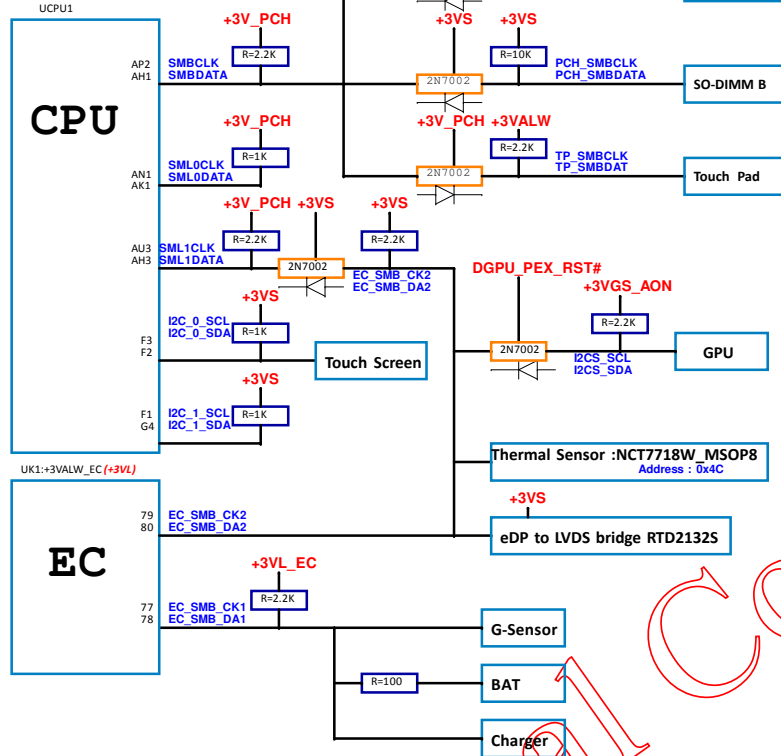 UCPU1
CPU
+3V_PCH
R=2.2K
AP2
AH1
SMBCLK
SMBDATA
+3VS
+3VS
R=10K
2N7002
PCH_SMBCLK
PCH_SMBDATA
SO-DIMM B
+3V_PCH
R=1K
AN1
AK1
SML0CLK
SML0DATA
+3V_PCH
+3VALW
R=2.2K
2N7002
TP_SMBCLK
TP_SMBDAT
Touch Pad
+3V_PCH
+3VS
+3VS
R=2.2K
R=2.2K
AU3
AH3
SML1CLK
SML1DATA
2N7002
EC_SMB_CK2
EC_SMB_DA2
DGPU_PEX_RST#
+3VGS_AON
R=2.2K
2N7002
I2CS_SCL
I2CS_SDA
GPU
+3VS
I2C_0_SCL
I2C_0_SDA
R=1K
F3
F2
Touch Screen
+3VS
F1
G4
I2C_1_SCL
I2C_1_SDA
R=1K
Thermal Sensor :NCT7718W_MSOP8
Address : 0x4C
UK1:+3VALW_EC(+3VL)
EC
79
80
EC_SMB_CK2
EC_SMB_DA2
+3VS
eDP to LVDS bridge RTD2132S
+3VL_EC
R=2.2K
77
78
EC_SMB_CK1
EC_SMB_DA1
G-Sensor
R=100
BAT
Charger